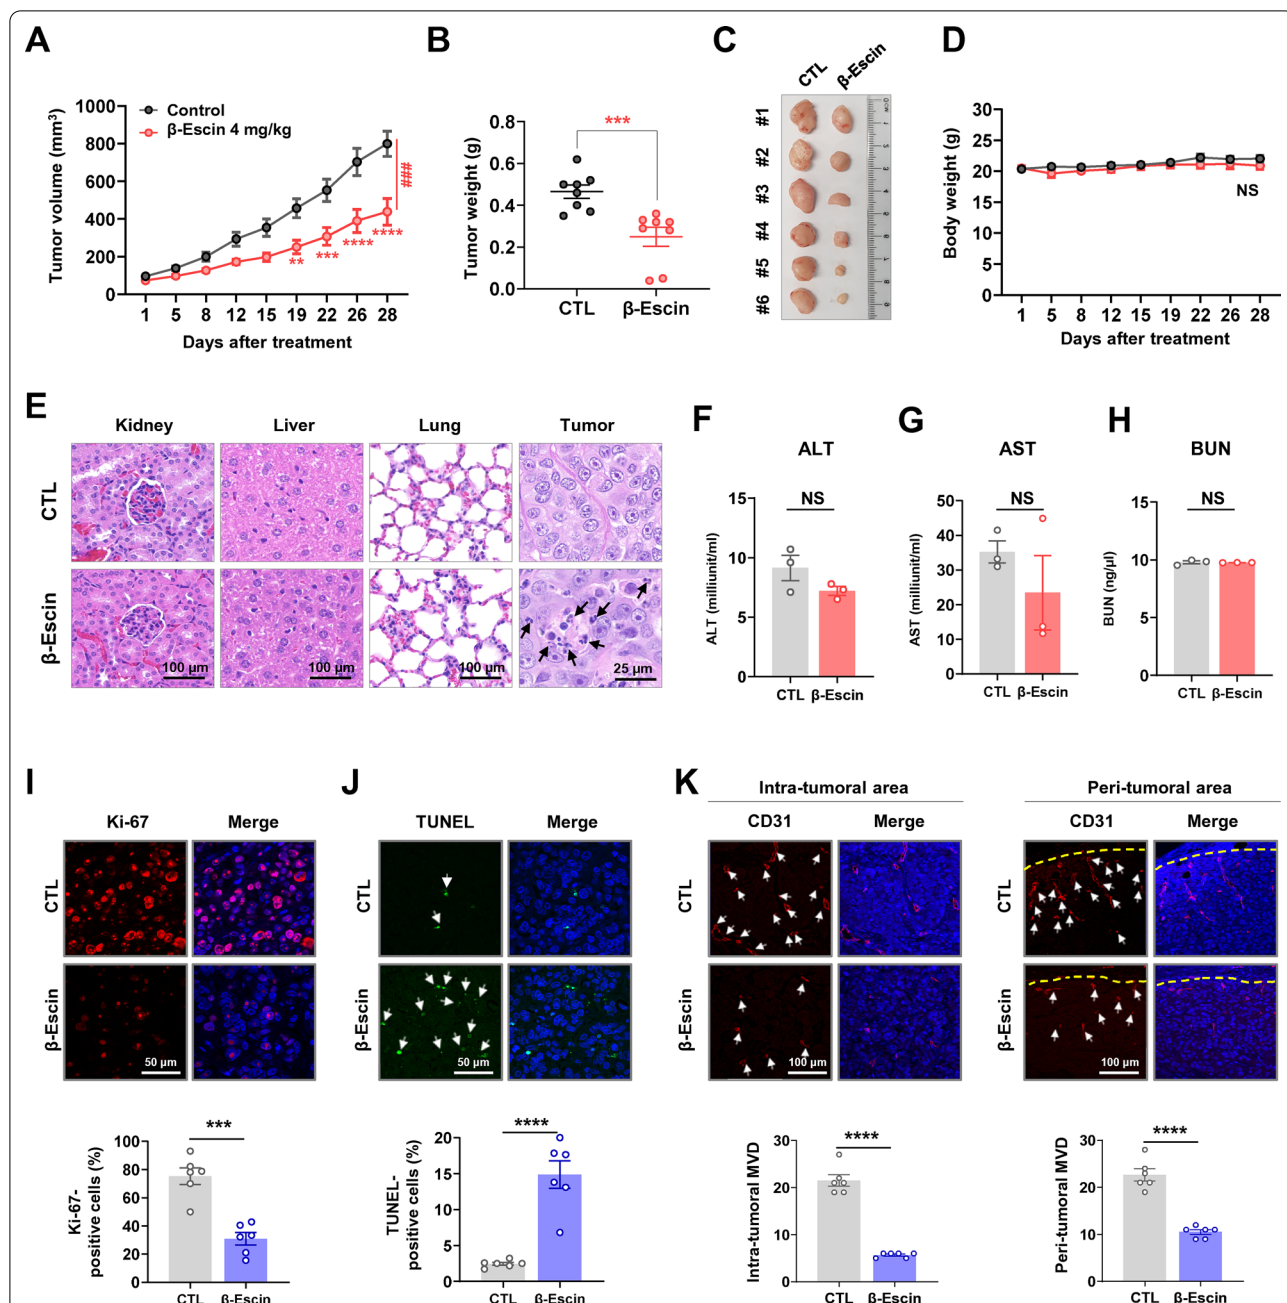 A
Tumor volume (mm³)
1000
800
600
400
200
0
Control
β-Escin 4 mg/kg
###
** *** **** ****
1 5 8 12 15 19 22 26 28
Days after treatment
B
Tumor weight (g)
0.8
0.6
0.4
0.2
0.0
***
CTL β-Escin
C
CTL β-Escin
#1
#2
#3
#4
#5
#6
D
Body weight (g)
30
25
20
15
10
5
0
NS
1 5 8 12 15 19 22 26 28
Days after treatment
E
Kidney Liver Lung Tumor
CTL
β-Escin
100 µm 100 µm 100 µm 25 µm
F
ALT
ALT (milliunit/ml)
15
10
5
0
NS
CTL β-Escin
G
AST
AST (milliunit/ml)
50
40
30
20
10
0
NS
CTL β-Escin
H
BUN
BUN (ng/µl)
15
10
5
0
NS
CTL β-Escin
I
Ki-67 Merge
CTL
β-Escin
50 µm
Ki-67-
positive cells (%)
100
80
60
40
20
0
***
CTL β-Escin
J
TUNEL Merge
CTL
β-Escin
50 µm
TUNEL-
positive cells (%)
20
15
10
5
0
****
CTL β-Escin
K
Intra-tumoral area
CD31 Merge
CTL
β-Escin
100 µm
Intra-tumoral MVD
30
20
10
0
****
CTL β-Escin
Peri-tumoral area
CD31 Merge
CTL
β-Escin
100 µm
Peri-tumoral MVD
30
20
10
0
****
CTL β-Escin